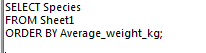 SELECT Species
FROM Sheet1
ORDER BY Average_weight_kg;